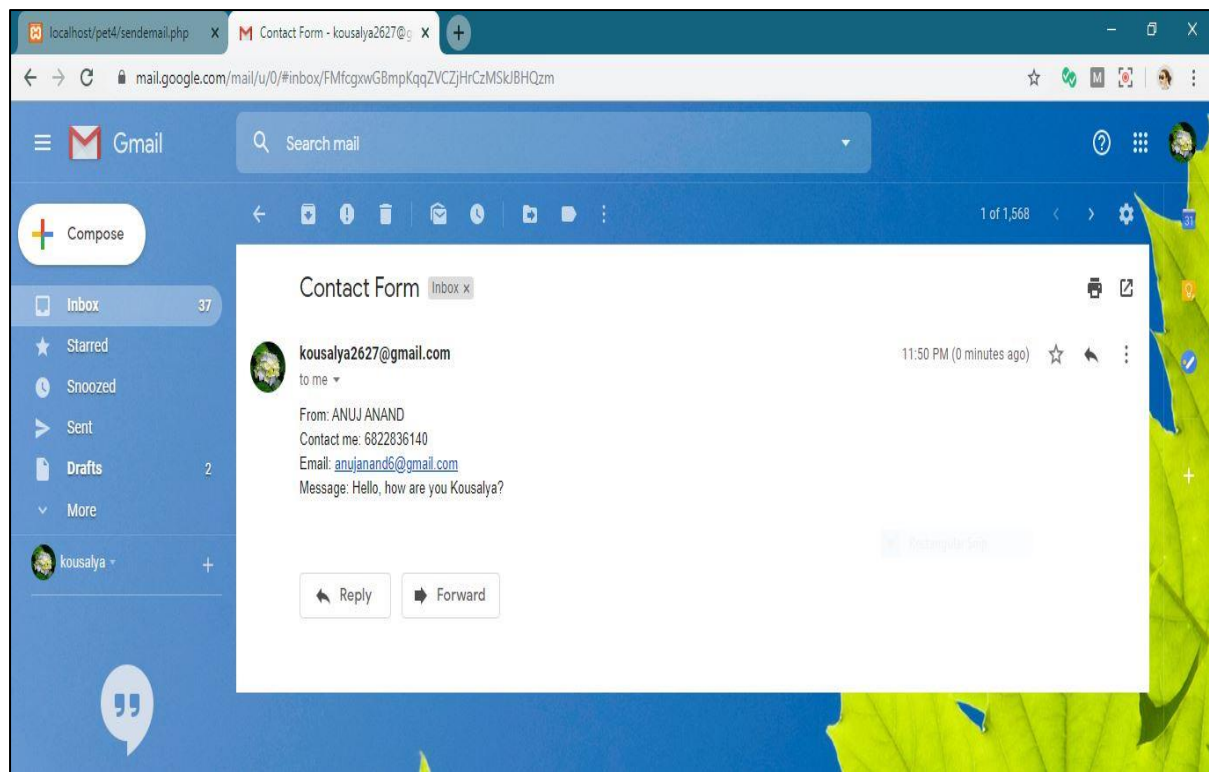 localhost/pet4/sendemail.php X
Contact Form - kousalya2627@g X +
mail.google.com/mail/u/0/#inbox/FMfcgxwGBmpKqqZVCZjHrCzMSkJBHQzm
M
Gmail
Search mail
Compose
1 of 1,568
31
Contact Form Inbox x
Inbox 37
Starred
Snoozed
Sent
Drafts 2
More
kousalya
kousalya2627@gmail.com 11:50 PM (0 minutes ago)
to me
From: ANUJ ANAND
Contact me: 6822836140
Email: anujanand6@gmail.com
Message: Hello, how are you Kousalya?
Rectangular Snip
Reply Forward